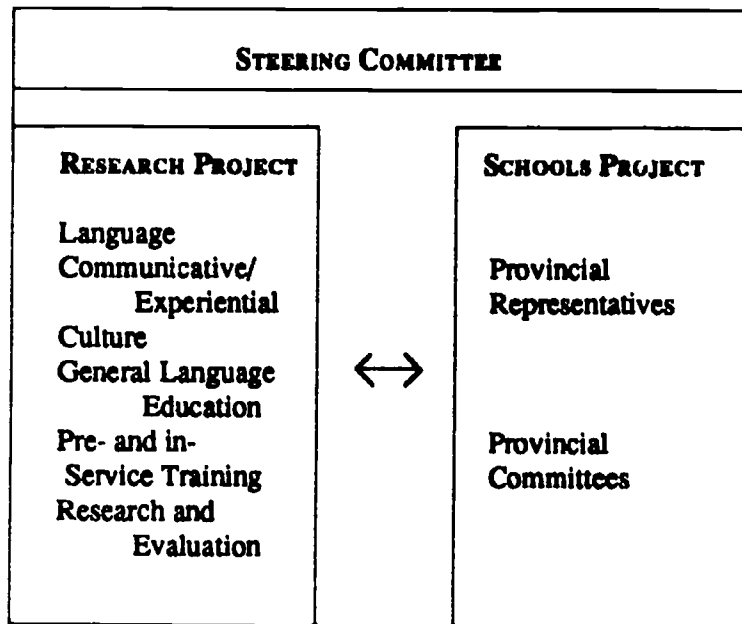 STEERING COMMITTEE
RESEARCH PROJECT
Language
Communicative/
Experiential
Culture
General Language
Education
Pre- and in-
Service Training
Research and
Evaluation
SCHOOLS PROJECT
Provincial
Representatives
Provincial
Committees